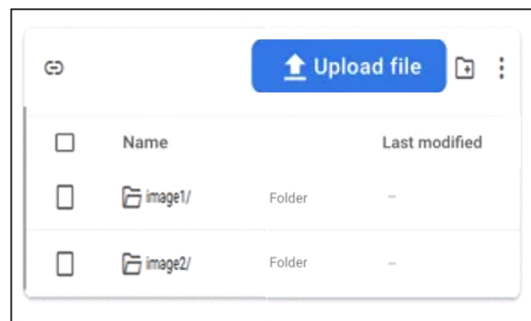 Upload file
Name Last modified
image1/ Folder –
image2/ Folder –